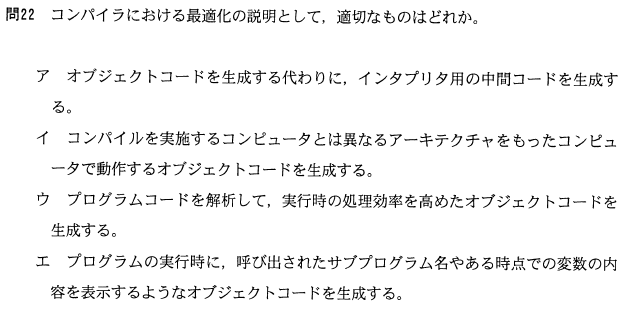 問22 コンパイラにおける最適化の説明として，適切なものはどれか。
ア オブジェクトコードを生成する代わりに，インタプリタ用の中間コードを生成す
る。
イ コンパイルを実施するコンピュータとは異なるアーキテクチャをもったコンピュ
ータで動作するオブジェクトコードを生成する。
ウ プログラムコードを解析して，実行時の処理効率を高めたオブジェクトコードを
生成する。
エ プログラムの実行時に，呼び出されたサブプログラム名やある時点での変数の内
容を表示するようなオブジェクトコードを生成する。